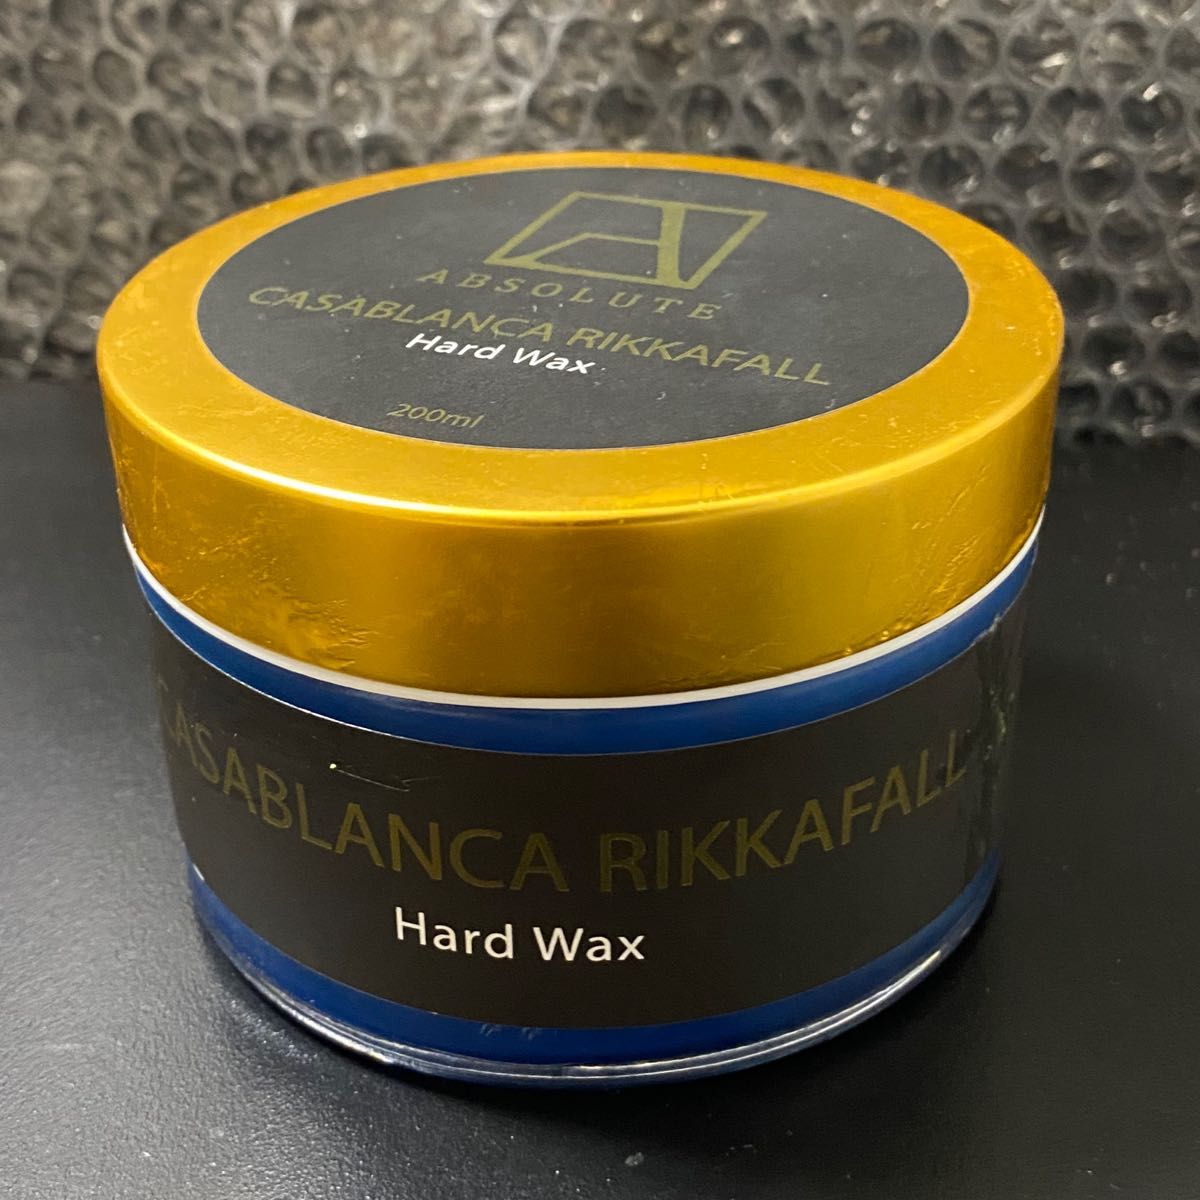 A
ABSOLUTE
CASABLANCA RIKKAFALL
Hard Wax
200ml
CASABLANCA RIKKAFALL
Hard Wax